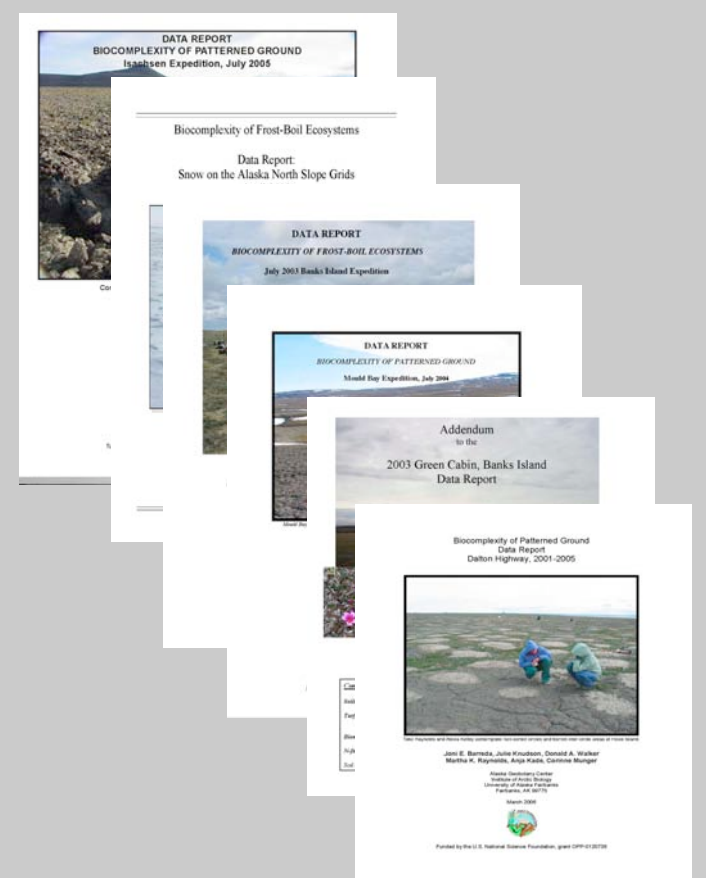 DATA REPORT
BIOCOMPLEXITY OF PATTERNED GROUND
Isachsen Expedition, July 2005
Biocomplexity of Frost-Boil Ecosystems
Data Report:
Snow on the Alaska North Slope Grids
DATA REPORT
BIOCOMPLEXITY OF FROST-BOIL ECOSYSTEMS
July 2003 Banks Island Expedition
DATA REPORT
BIOCOMPLEXITY OF PATTERNED GROUND
Mould Bay Expedition, July 2004
Mould Bay
Addendum
to the
2003 Green Cabin, Banks Island
Data Report
Biocomplexity of Patterned Ground
Data Report
Dalton Highway, 2001-2005
Joni E. Barreda, Julie Knudson, Donald A. Walker
Martha K. Raynolds, Anja Kade, Corinne Munger
Alaska Geobotany Center
Institute of Arctic Biology
University of Alaska Fairbanks
Fairbanks, AK 99775
March 2006
Funded by the U.S. National Science Foundation, grant OPP-0120736